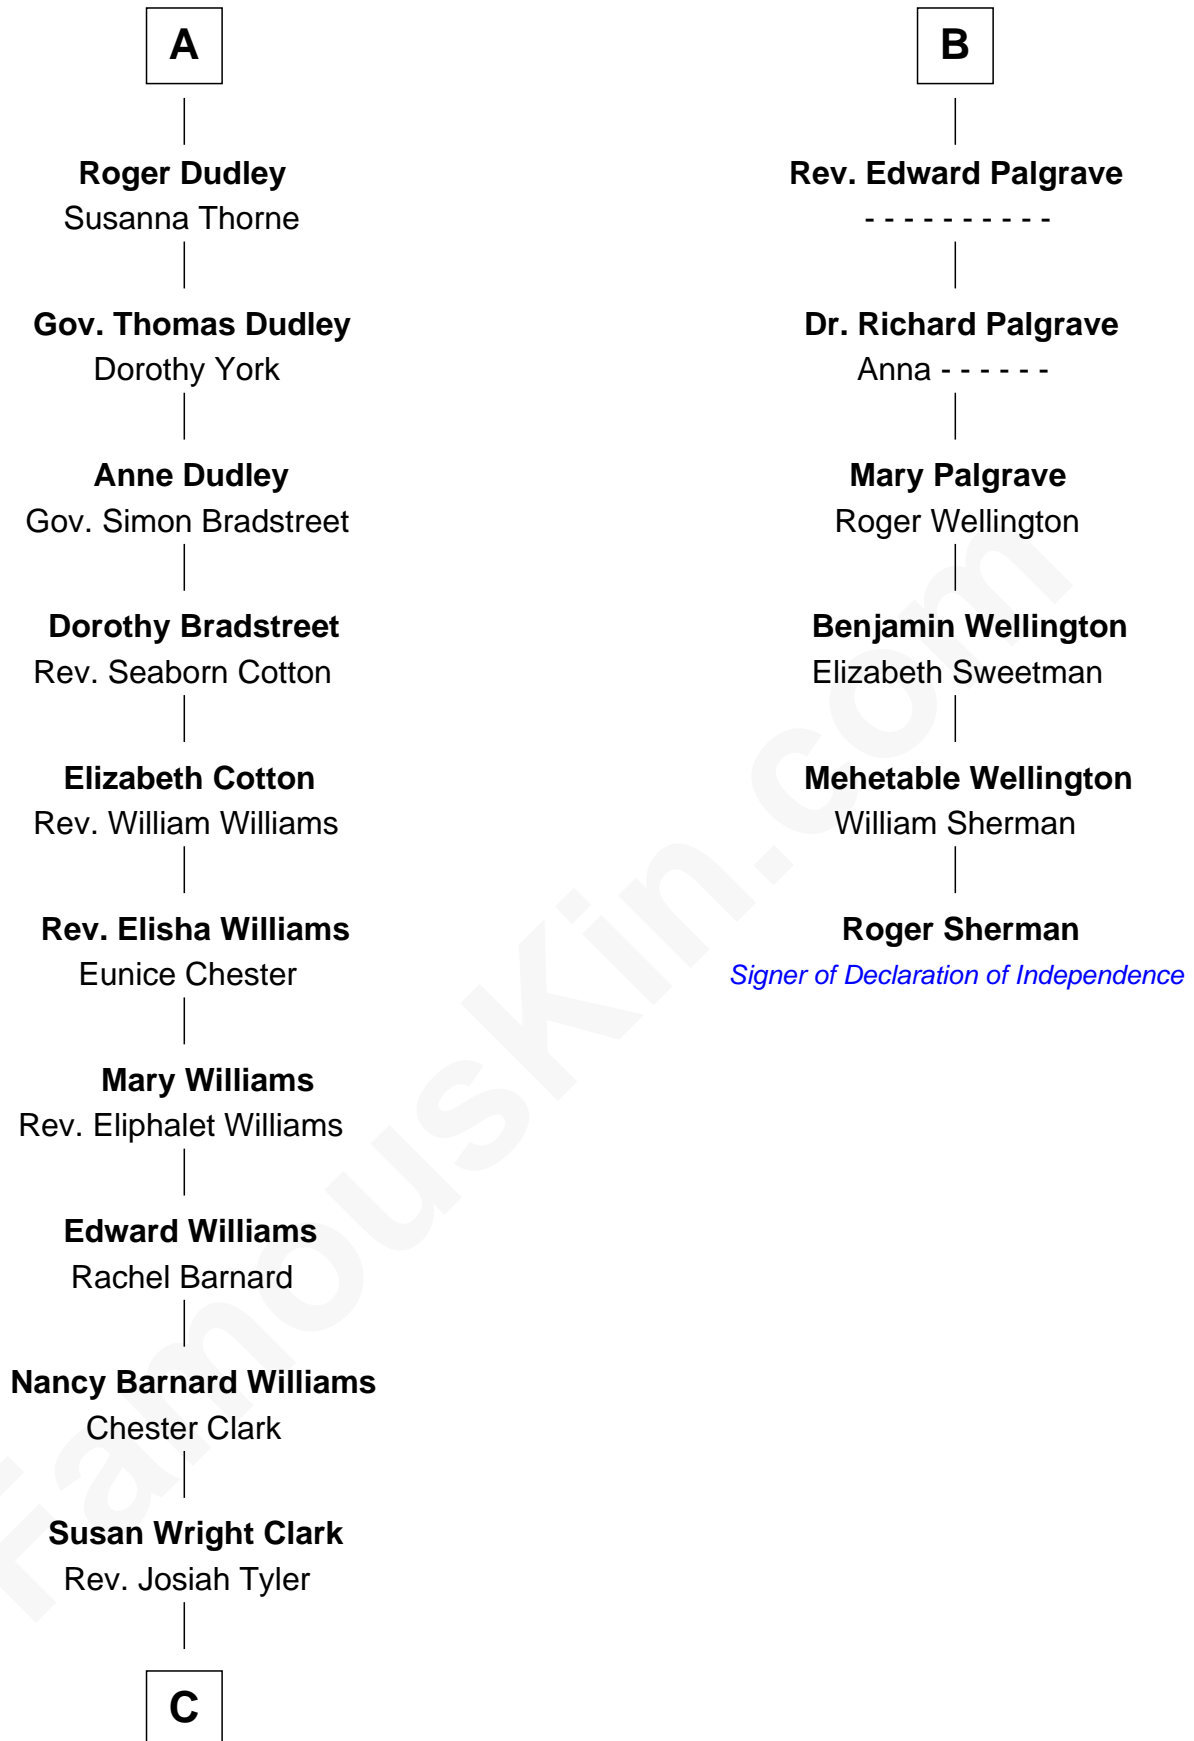 A
Roger Dudley
Susanna Thorne
Gov. Thomas Dudley
Dorothy York
Anne Dudley
Gov. Simon Bradstreet
Dorothy Bradstreet
Rev. Seaborn Cotton
Elizabeth Cotton
Rev. William Williams
Rev. Elisha Williams
Eunice Chester
Mary Williams
Rev. Eliphalet Williams
Edward Williams
Rachel Barnard
Nancy Barnard Williams
Chester Clark
Susan Wright Clark
Rev. Josiah Tyler
C
B
Rev. Edward Palgrave
- - - - - - - - - -
Dr. Richard Palgrave
Anna - - - - - -
Mary Palgrave
Roger Wellington
Benjamin Wellington
Elizabeth Sweetman
Mehetable Wellington
William Sherman
Roger Sherman
Signer of Declaration of Independence
FamousKin.com